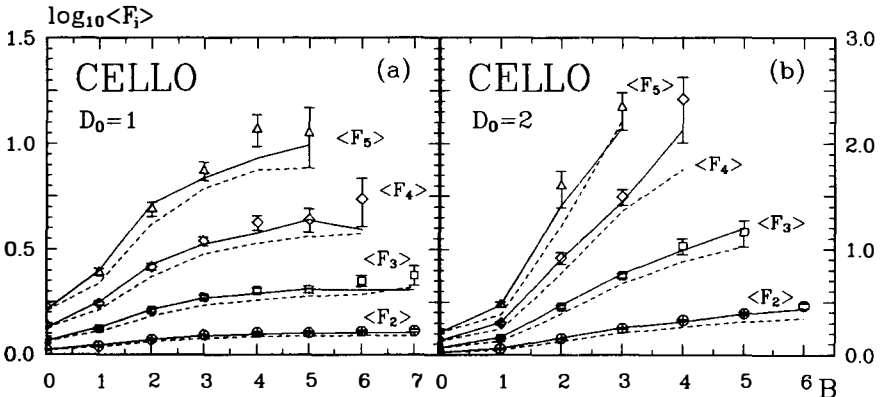 log₁₀<Fᵢ>
1.5
1.0
0.5
0.0
CELLO
(a)
D₀=1
<F₅>
<F₄>
<F₃>
<F₂>
0 1 2 3 4 5 6 7
CELLO
(b)
D₀=2
<F₅>
<F₄>
<F₃>
<F₂>
3.0
2.0
1.0
0.0
0 1 2 3 4 5 6 B